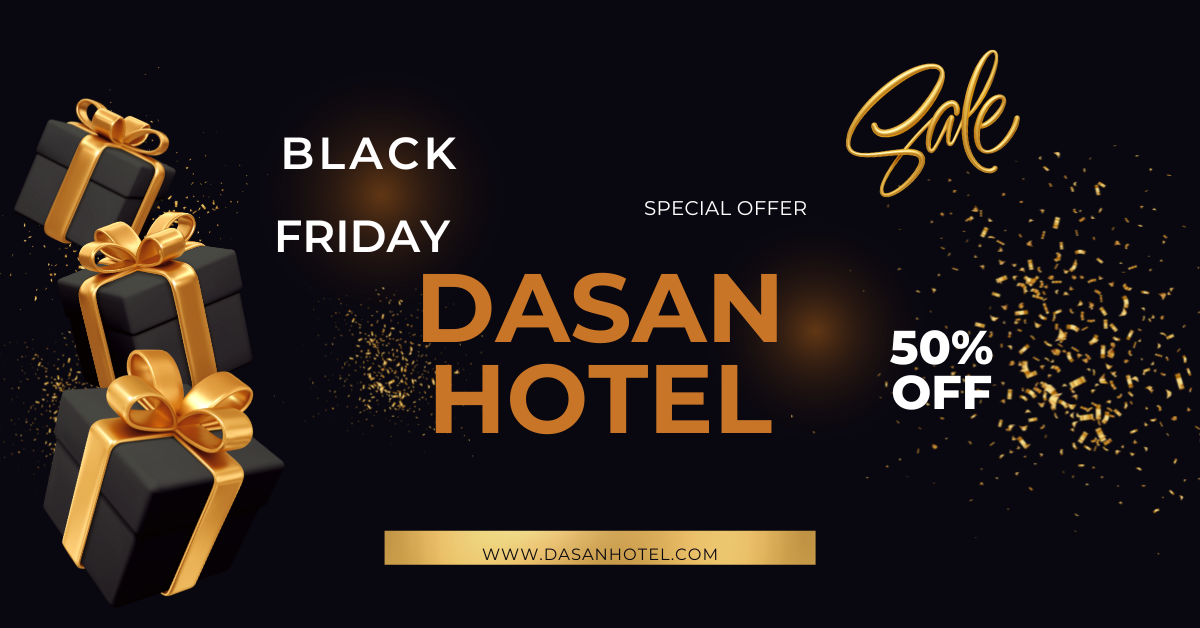 Sale
BLACK
FRIDAY
SPECIAL OFFER
DASAN
HOTEL
50%
OFF
WWW.DASANHOTEL.COM